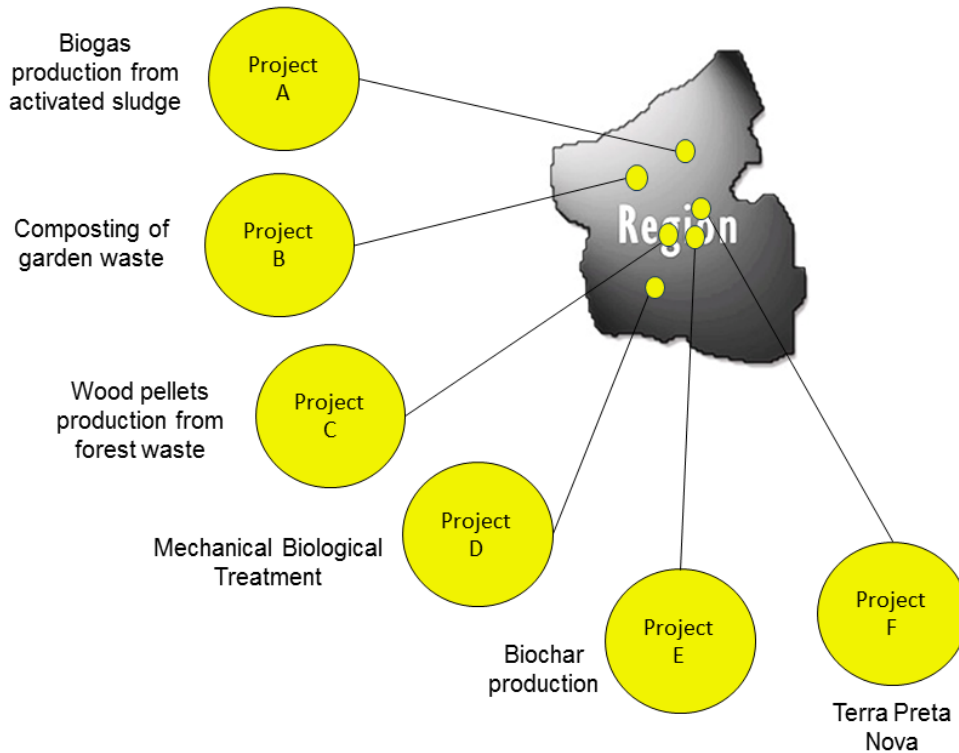 Biogas
production from
activated sludge
Project
A
Composting of
garden waste
Project
B
Region
Wood pellets
production from
forest waste
Project
C
Mechanical Biological
Treatment
Project
D
Biochar
production
Project
E
Project
F
Terra Preta
Nova